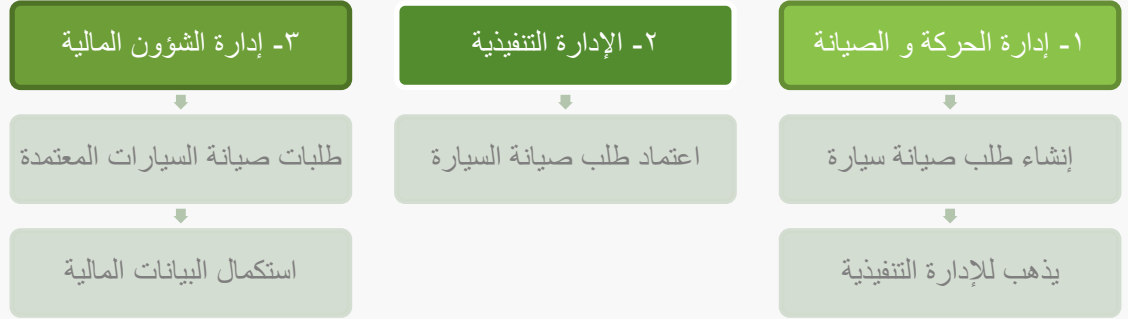 ١- إدارة الحركة و الصيانة
إنشاء طلب صيانة سيارة
يذهب للإدارة التنفيذية
٢- الإدارة التنفيذية
اعتماد طلب صيانة السيارة
٣- إدارة الشؤون المالية
طلبات صيانة السيارات المعتمدة
استكمال البيانات المالية